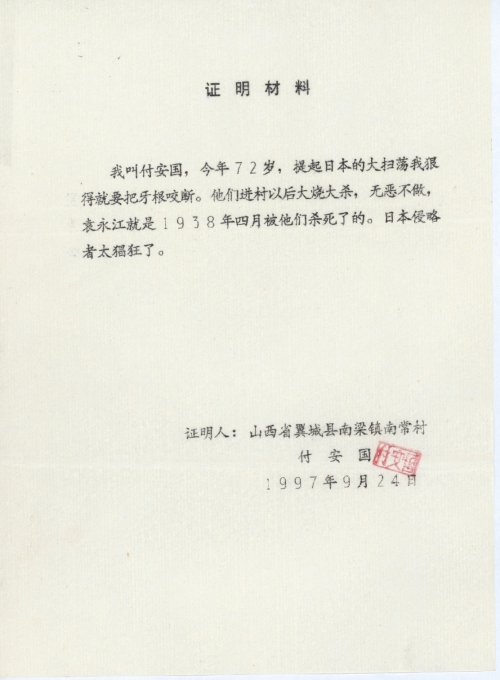 证明材料
我叫付安国，今年72岁，提起日本的大扫荡我狠
得就要把牙根咬断。他们进村以后大烧大杀，无恶不做，
袁永江就是1938年四月被他们杀死了的。日本侵略
者太猖狂了。
证明人：山西省翼城县南梁镇南常村
付安国
付安国
1997年9月24日